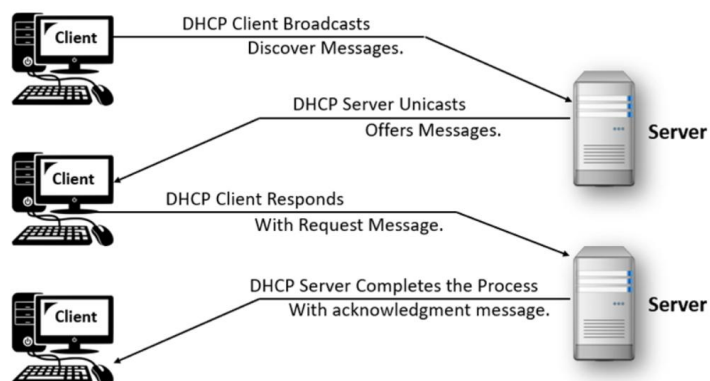 Client
DHCP Client Broadcasts
Discover Messages.
DHCP Server Unicasts
Offers Messages.
Server
Client
DHCP Client Responds
With Request Message.
DHCP Server Completes the Process
With acknowledgment message.
Server
Client